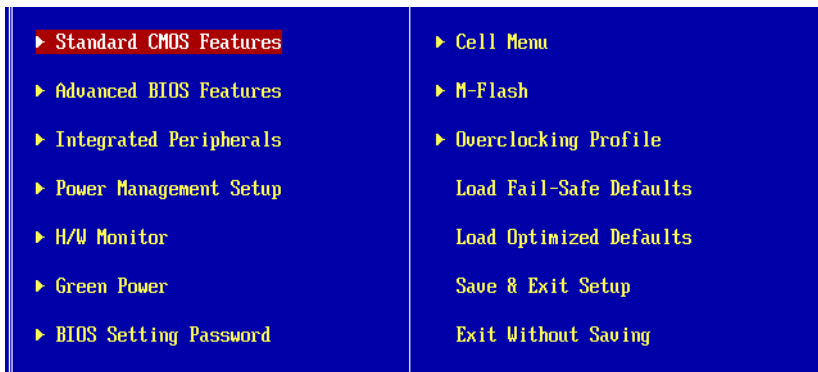 Standard CMOS Features
Advanced BIOS Features
Integrated Peripherals
Power Management Setup
H/W Monitor
Green Power
BIOS Setting Password
Cell Menu
M-Flash
Overclocking Profile
Load Fail-Safe Defaults
Load Optimized Defaults
Save & Exit Setup
Exit Without Saving